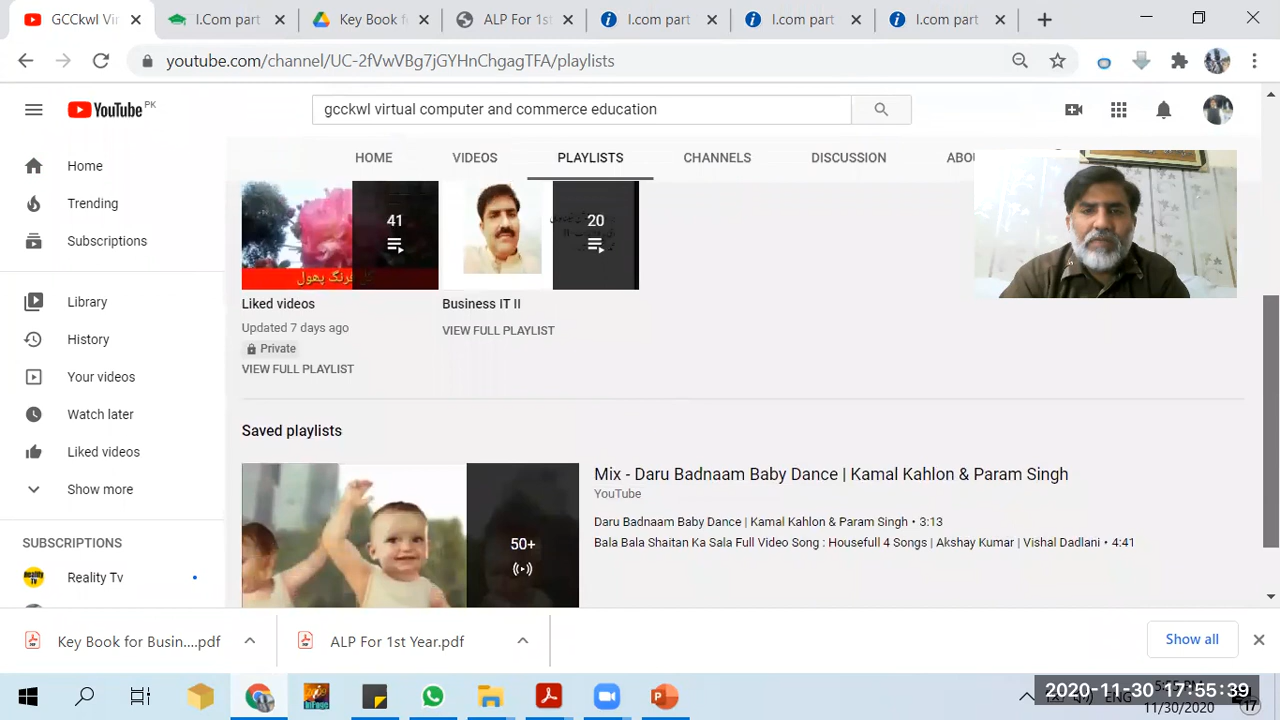 GCCkwl Vir
I.Com part
Key Book fo
ALP For 1st
I.com part
I.com part
I.com part
youtube.com/channel/UC-2fVwVBg7jGYHnChgagTFA/playlists
YouTube PK
gcckwl virtual computer and commerce education
HOME VIDEOS PLAYLISTS CHANNELS DISCUSSION ABOU
Home
Trending
Subscriptions
Library
History
Your videos
Watch later
Liked videos
Show more
SUBSCRIPTIONS
Reality Tv
41
20
Liked videos
Updated 7 days ago
Private
VIEW FULL PLAYLIST
Business IT II
VIEW FULL PLAYLIST
Saved playlists
50+
Mix - Daru Badnaam Baby Dance | Kamal Kahlon & Param Singh
YouTube
Daru Badnaam Baby Dance | Kamal Kahlon & Param Singh • 3:13
Bala Bala Shaitan Ka Sala Full Video Song : Housefull 4 Songs | Akshay Kumar | Vishal Dadlani • 4:41
Key Book for Busin....pdf
ALP For 1st Year.pdf
Show all
2020-11-30 17:55:39
ENG
11/30/2020
17